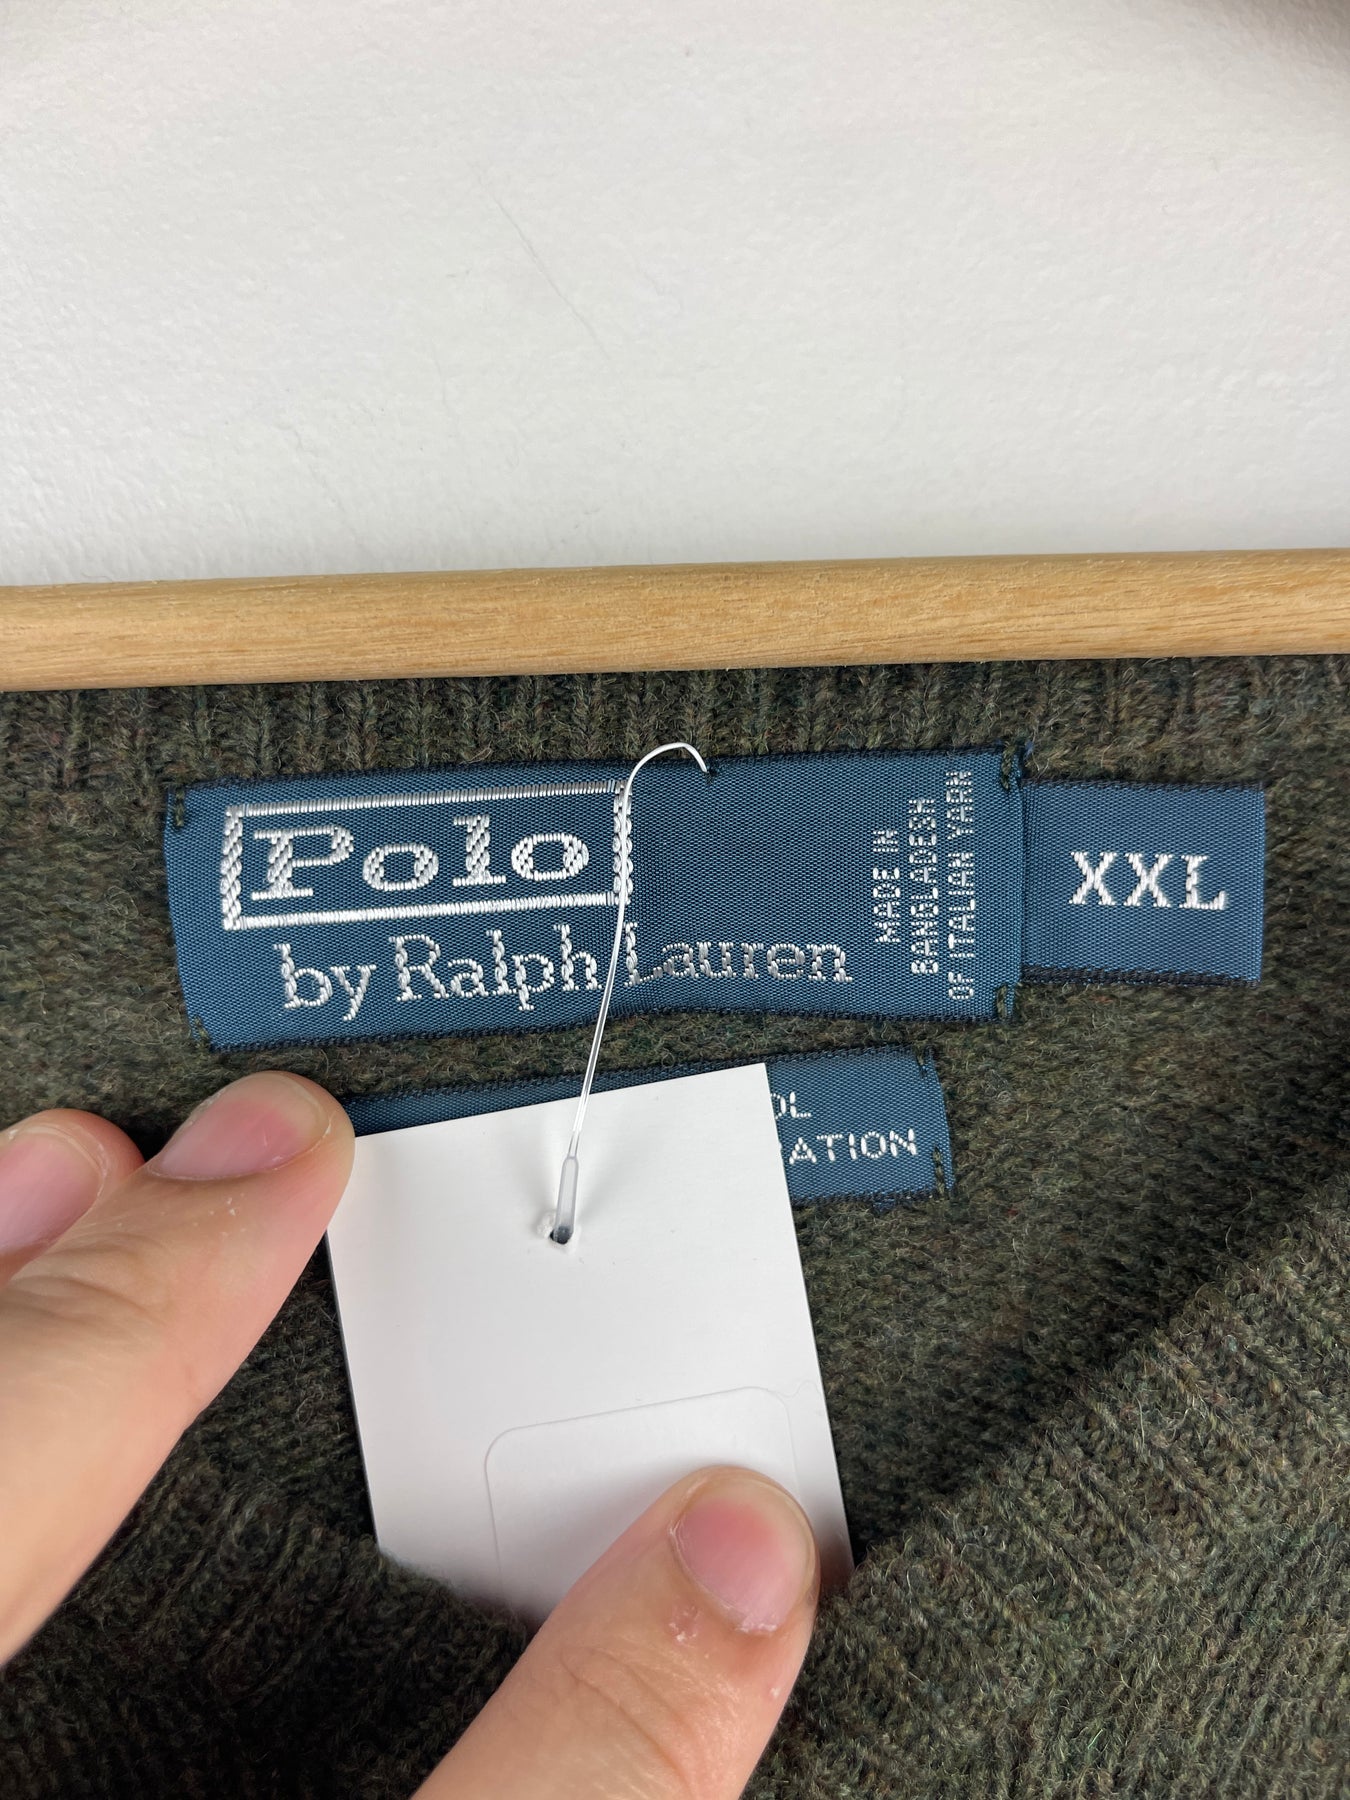 Polo
by Ralph Lauren
MADE IN
BANGLADESH
OF ITALIAN YARN
XXL